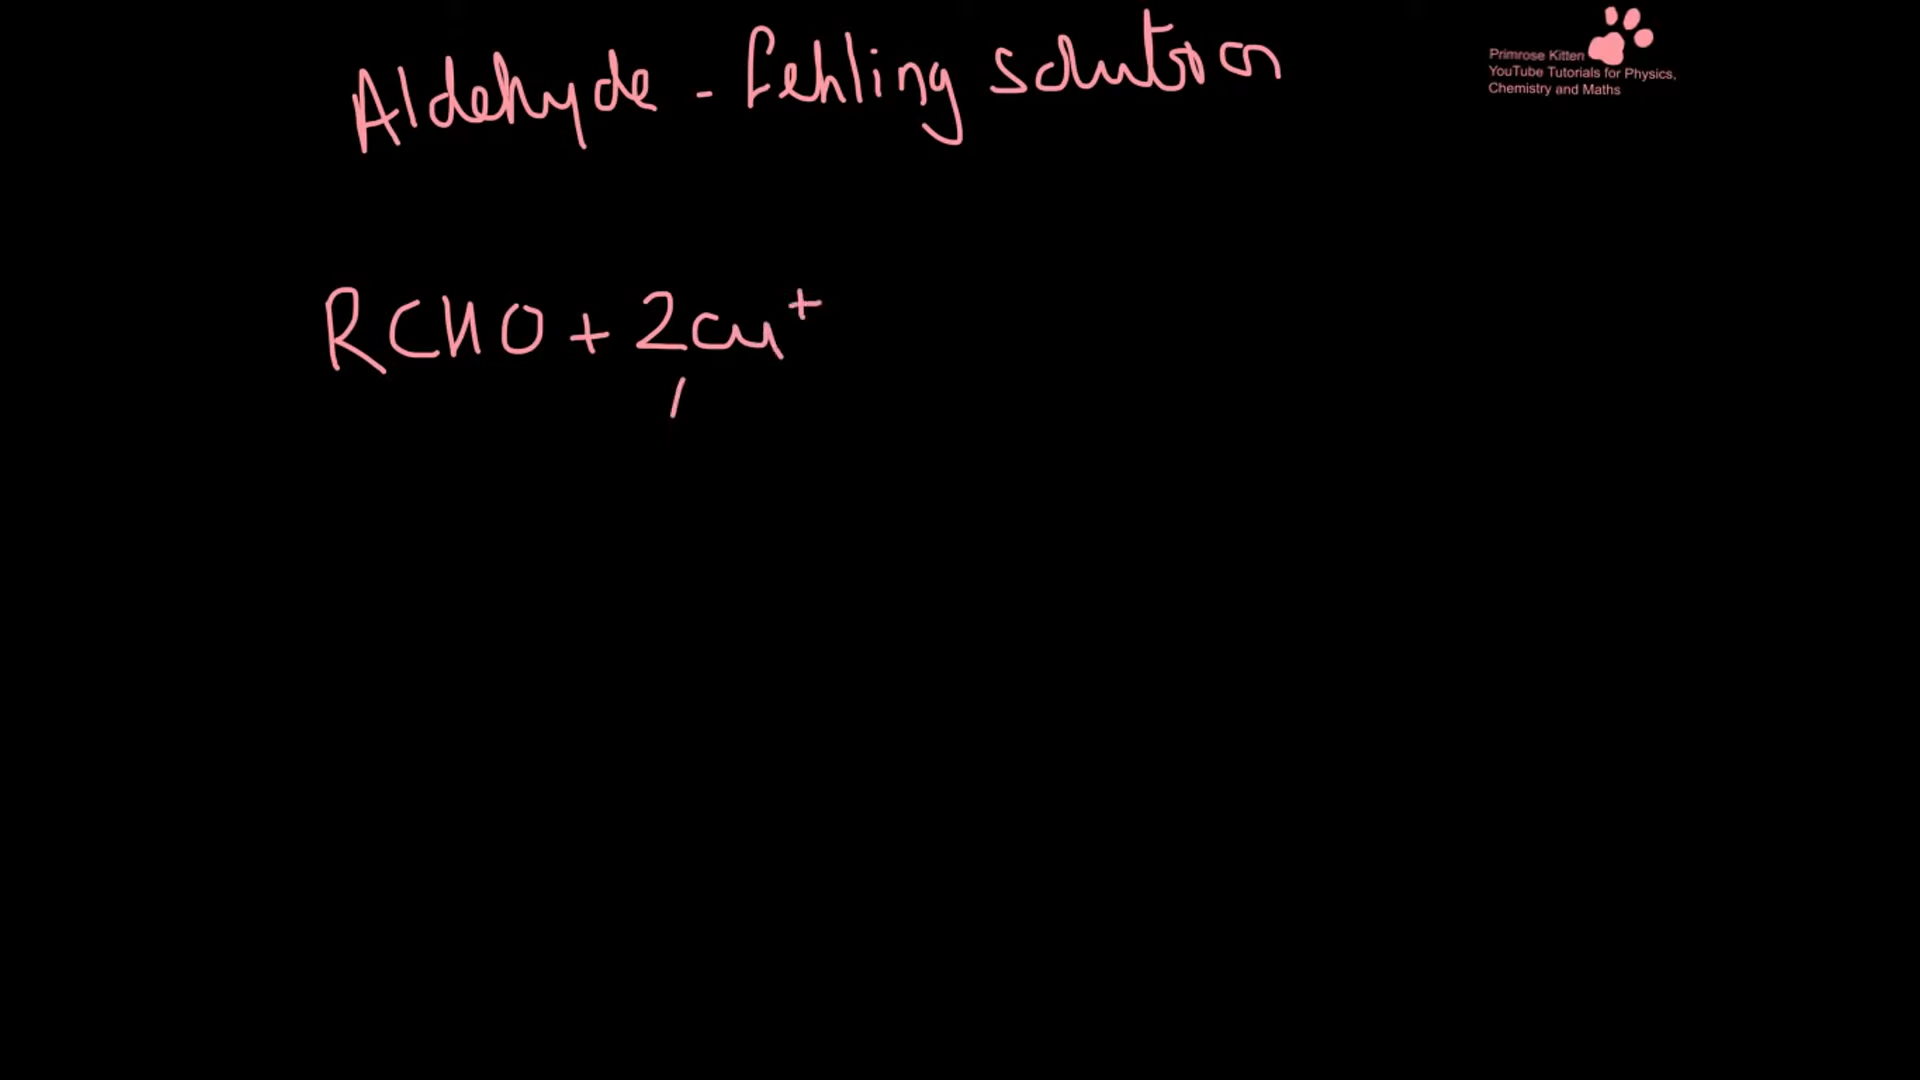 Aldehyde - fehling solution
Primrose Kitten
YouTube Tutorials for Physics,
Chemistry and Maths
RCHO + 2cu⁺